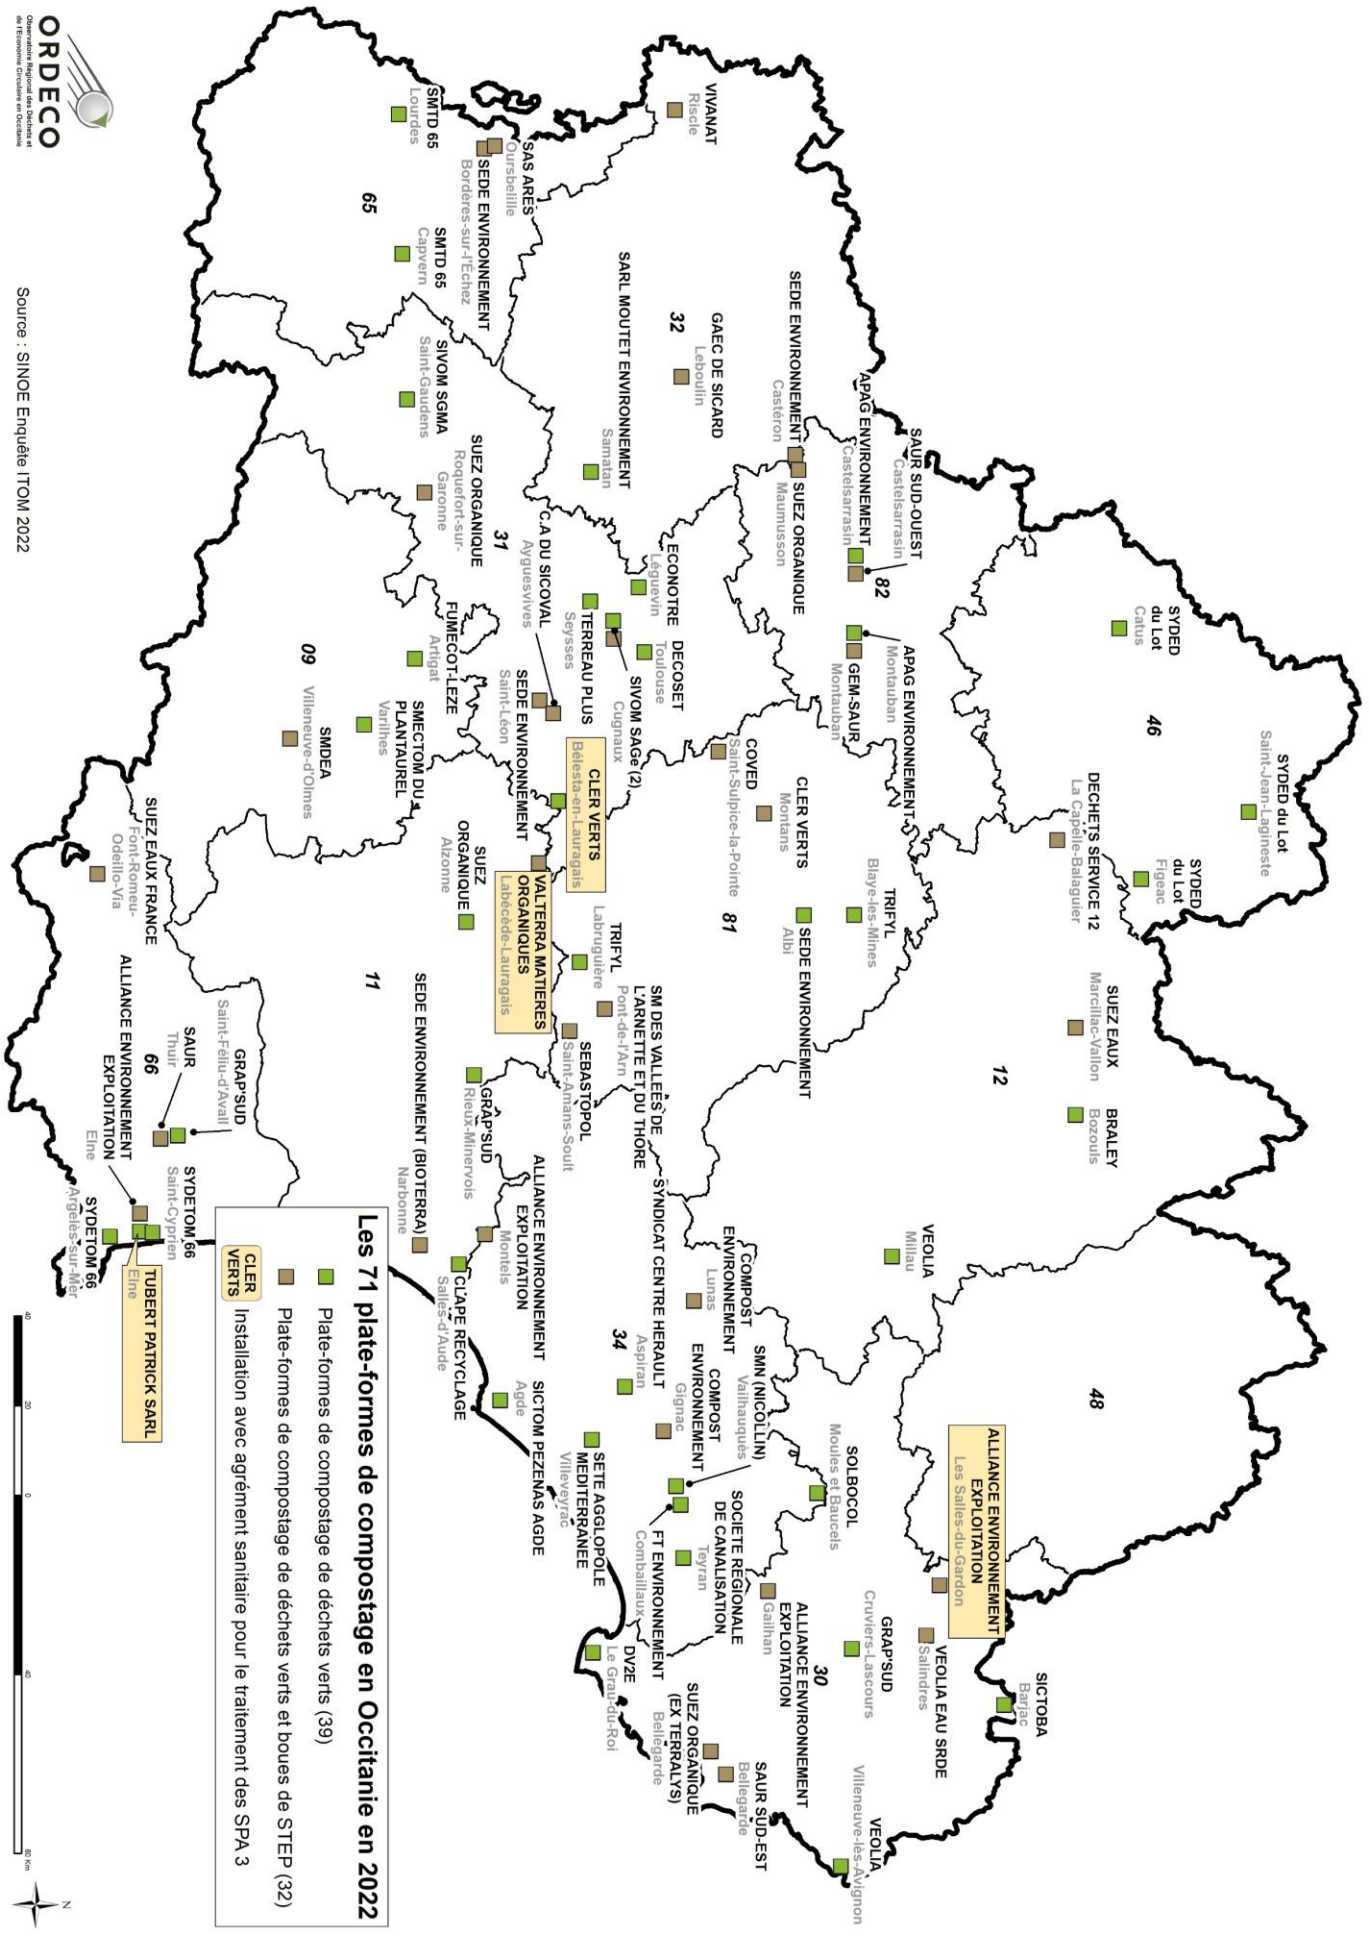 ORDECO
Observatoire Régional des Déchets et
de l'Economie Circulaire en Occitanie
Source : SINOE Enquête ITOM 2022
SYDED
du Lot
Catus
46
SYDED du Lot
Saint-Jean-Lagineste
SYDED
du Lot
Figeac
DECHETS SERVICE 12
La Capelle-Balaguier
SUEZ EAUX
Marcillac-Vallon
BRALEY
Bozouls
12
VEOLIA
Millau
48
ALLIANCE ENVIRONNEMENT
EXPLOITATION
Les Salles-du-Gardon
SICTOBA
Barjac
VEOLIA EAU SRDE
Salindres
GRAP'SUD
Cruviers-Lascours
SOLBOCOL
Moules et Baucels
30
VEOLIA
Villeneuve-lès-Avignon
ALLIANCE ENVIRONNEMENT
EXPLOITATION
Gailhan
SAUR SUD-EST
Bellegarde
SUEZ ORGANIQUE
(EX TERRALYS)
Bellegarde
DV2E
Le Grau-du-Roi
SAUR SUD-OUEST
Castelsarrasin
APAG ENVIRONNEMENT
Castelsarrasin
82
APAG ENVIRONNEMENT
Montauban
GEM-SAUR
Montauban
SEDE ENVIRONNEMENT
Castéron
SUEZ ORGANIQUE
Maumusson
VIVANAT
Riscle
GAEC DE SICARD
Leboulin
32
SARL MOUTET ENVIRONNEMENT
Samatan
ECONOTRE
Léguevin
DECOSET
Toulouse
SIVOM SAGe (2)
Cugnaux
TERREAU PLUS
Seysses
C.A DU SICOVAL
Ayguesvives
SEDE ENVIRONNEMENT
Saint-Léon
CLER VERTS
Bélesta-en-Lauragais
31
SUEZ ORGANIQUE
Roquefort-sur-
Garonne
SIVOM SGMA
Saint-Gaudens
SAS ARES
Oursbelille
SEDE ENVIRONNEMENT
Bordères-sur-l'Échez
SMTD 65
Lourdes
SMTD 65
Capvern
65
FUMECOT-LEZE
Artigat
SMECTOM DU
PLANTAUREL
Varilhes
09
SMDEA
Villeneuve-d'Olmes
TRIFYL
Blaye-les-Mines
SEDE ENVIRONNEMENT
Albi
CLER VERTS
Montans
COVED
Saint-Sulpice-la-Pointe
81
TRIFYL
Labruguière
SM DES VALLEES DE
L'ARNETTE ET DU THORE
Pont-de-l'Arn
SEBASTOPOL
Saint-Amans-Soult
VALTERRA MATIERES
ORGANIQUES
Labécède-Lauragais
SUEZ
ORGANIQUE
Alzonne
11
GRAP'SUD
Rieux-Minervois
SEDE ENVIRONNEMENT (BIOTERRA)
Narbonne
CLAPE RECYCLAGE
Salles-d'Aude
ALLIANCE ENVIRONNEMENT
EXPLOITATION
Montels
COMPOST
ENVIRONNEMENT
Lunas
SYNDICAT CENTRE HERAULT
Aspiran
34
COMPOST
ENVIRONNEMENT
Gignac
SMN (NICOLLIN)
Vailhauquès
SOCIETE REGIONALE
DE CANALISATION
Teyran
FT ENVIRONNEMENT
Combaillaux
SETE AGGLOPOLE
MEDITERRANEE
Villeveyrac
SICTOM PEZENAS AGDE
Agde
SUEZ EAUX FRANCE
Font-Romeu-
Odeillo-Via
66
GRAP'SUD
Saint-Féliu-d'Avall
SAUR
Thuir
ALLIANCE ENVIRONNEMENT
EXPLOITATION
Elne
SYDETOM 66
Saint-Cyprien
TUBERT PATRICK SARL
Elne
SYDETOM 66
Argelès-sur-Mer
Les 71 plate-formes de compostage en Occitanie en 2022
Plate-formes de compostage de déchets verts (39)
Plate-formes de compostage de déchets verts et boues de STEP (32)
CLER
VERTS
Installation avec agrément sanitaire pour le traitement des SPA 3
40 20 0 40 80 Km
N